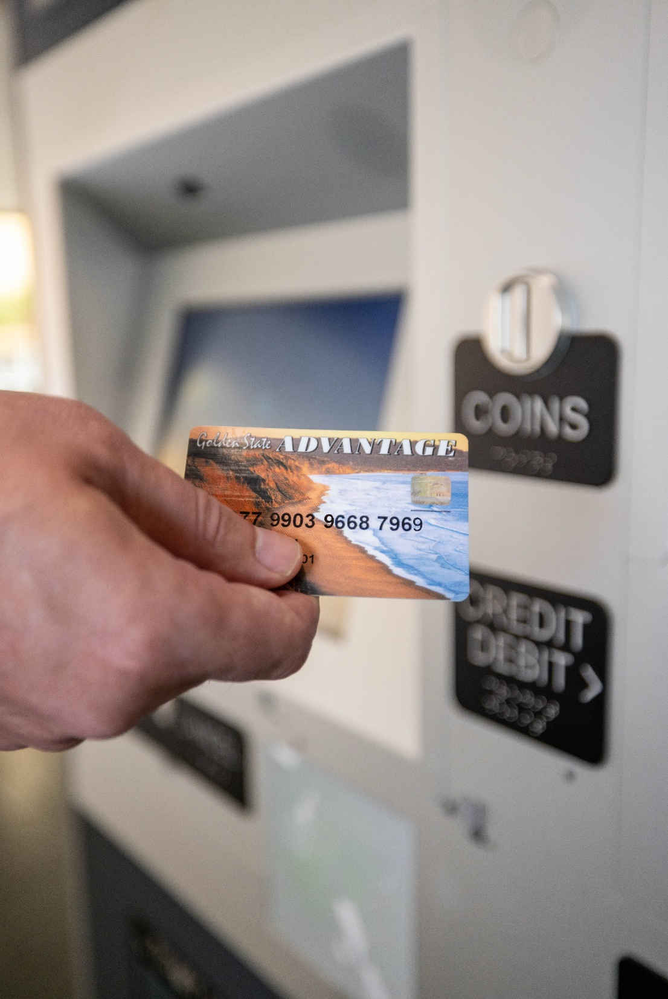 COINS
Golden State ADVANTAGE
77 9903 9668 7969
01
CREDIT
DEBIT